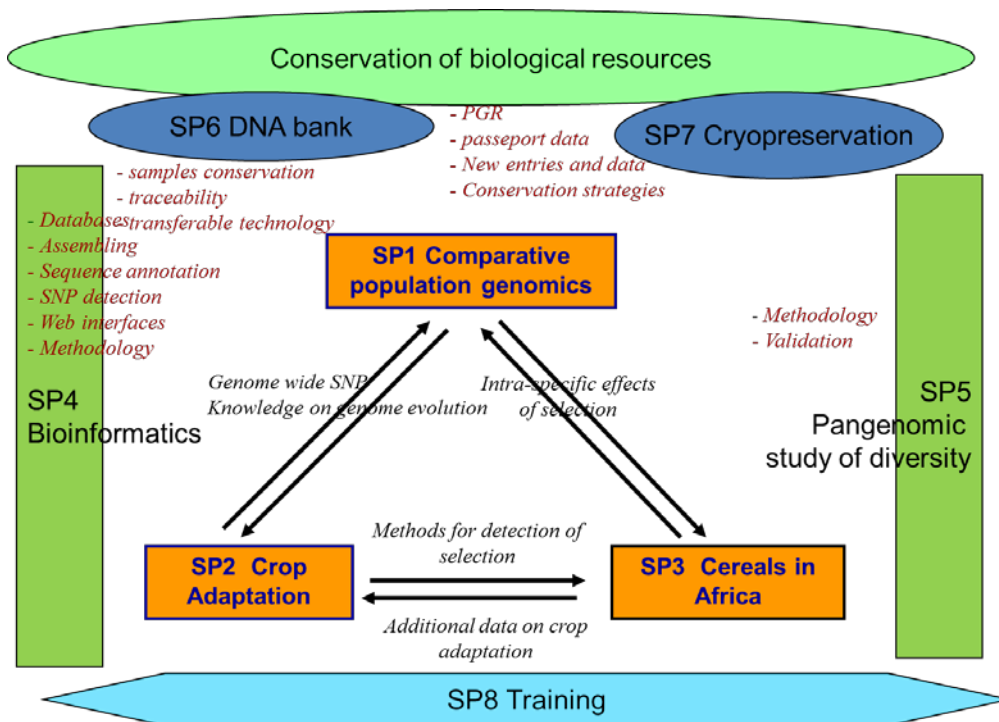 Conservation of biological resources
SP6 DNA bank
- PGR
- passeport data
- New entries and data
- Conservation strategies
SP7 Cryopreservation
- samples conservation
- traceability
- transferable technology
- Databases
- Assembling
- Sequence annotation
- SNP detection
- Web interfaces
- Methodology
SP1 Comparative
population genomics
- Methodology
- Validation
Genome wide SNP
Knowledge on genome evolution
Intra-specific effects
of selection
SP4
Bioinformatics
SP5
Pangenomic
study of diversity
Methods for detection of
selection
SP2 Crop
Adaptation
SP3 Cereals in
Africa
Additional data on crop
adaptation
SP8 Training